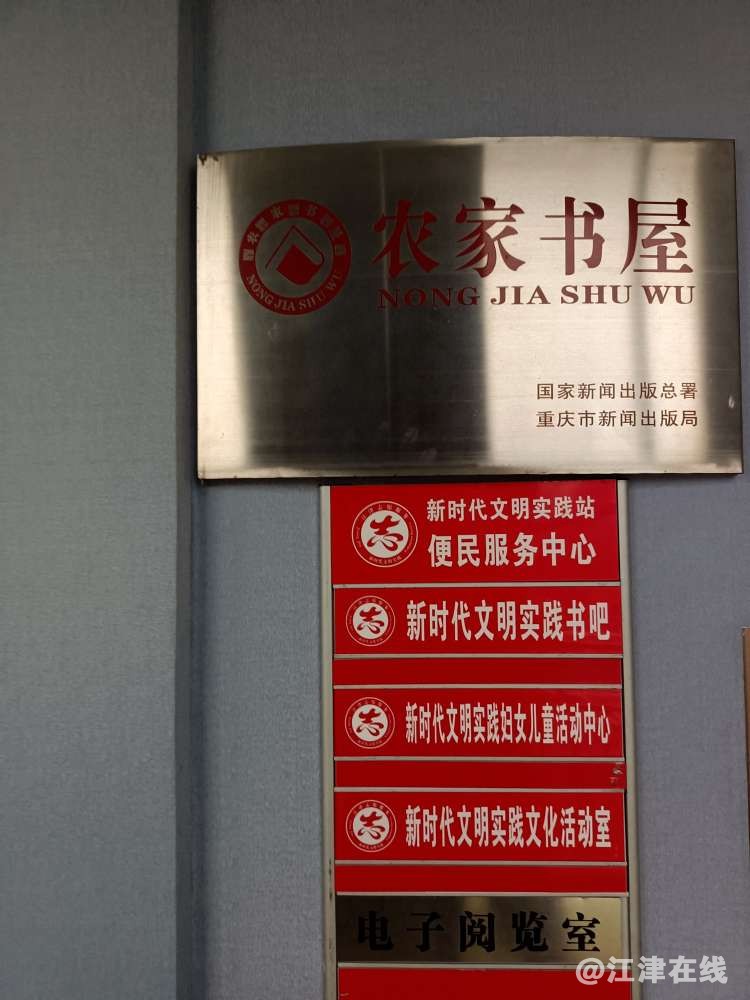 农家书屋
NONG JIA SHU WU
NONG JIA SHU WU
国家新闻出版总署
重庆市新闻出版局
新时代文明实践站
便民服务中心
新时代文明实践书吧
新时代文明实践妇女儿童活动中心
新时代文明实践文化活动室
电子阅览室
@江津在线